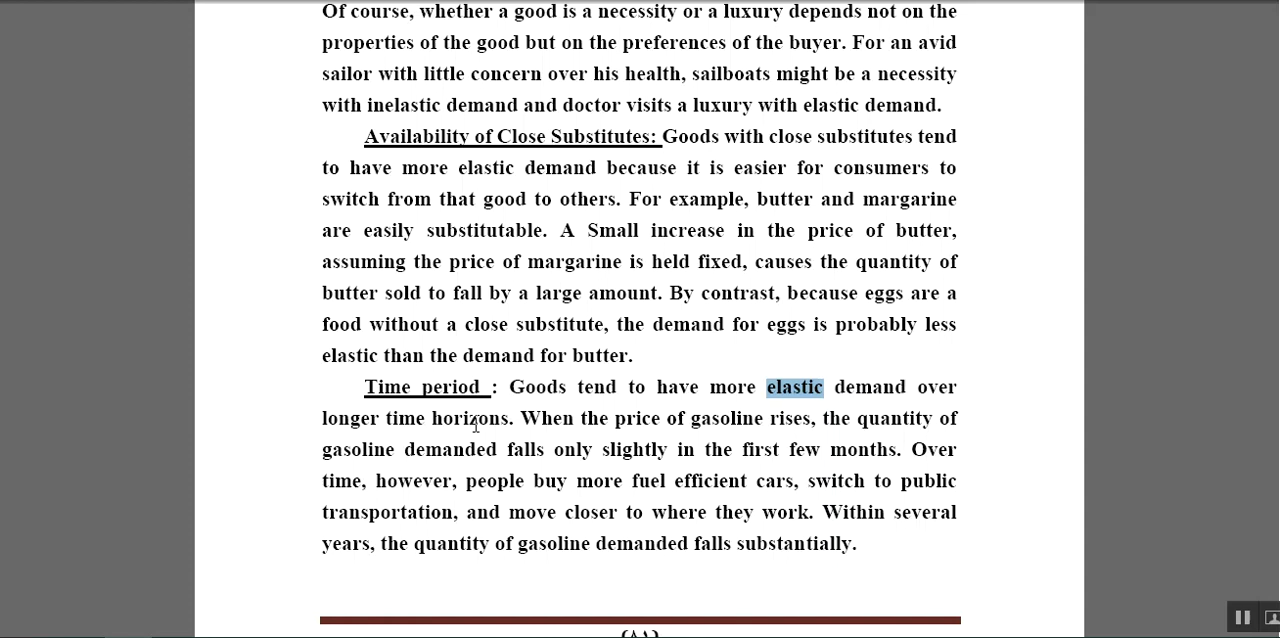 Of course, whether a good is a necessity or a luxury depends not on the
properties of the good but on the preferences of the buyer. For an avid
sailor with little concern over his health, sailboats might be a necessity
with inelastic demand and doctor visits a luxury with elastic demand.
Availability of Close Substitutes: Goods with close substitutes tend
to have more elastic demand because it is easier for consumers to
switch from that good to others. For example, butter and margarine
are easily substitutable. A Small increase in the price of butter,
assuming the price of margarine is held fixed, causes the quantity of
butter sold to fall by a large amount. By contrast, because eggs are a
food without a close substitute, the demand for eggs is probably less
elastic than the demand for butter.
Time period : Goods tend to have more elastic demand over
longer time horizons. When the price of gasoline rises, the quantity of
gasoline demanded falls only slightly in the first few months. Over
time, however, people buy more fuel efficient cars, switch to public
transportation, and move closer to where they work. Within several
years, the quantity of gasoline demanded falls substantially.